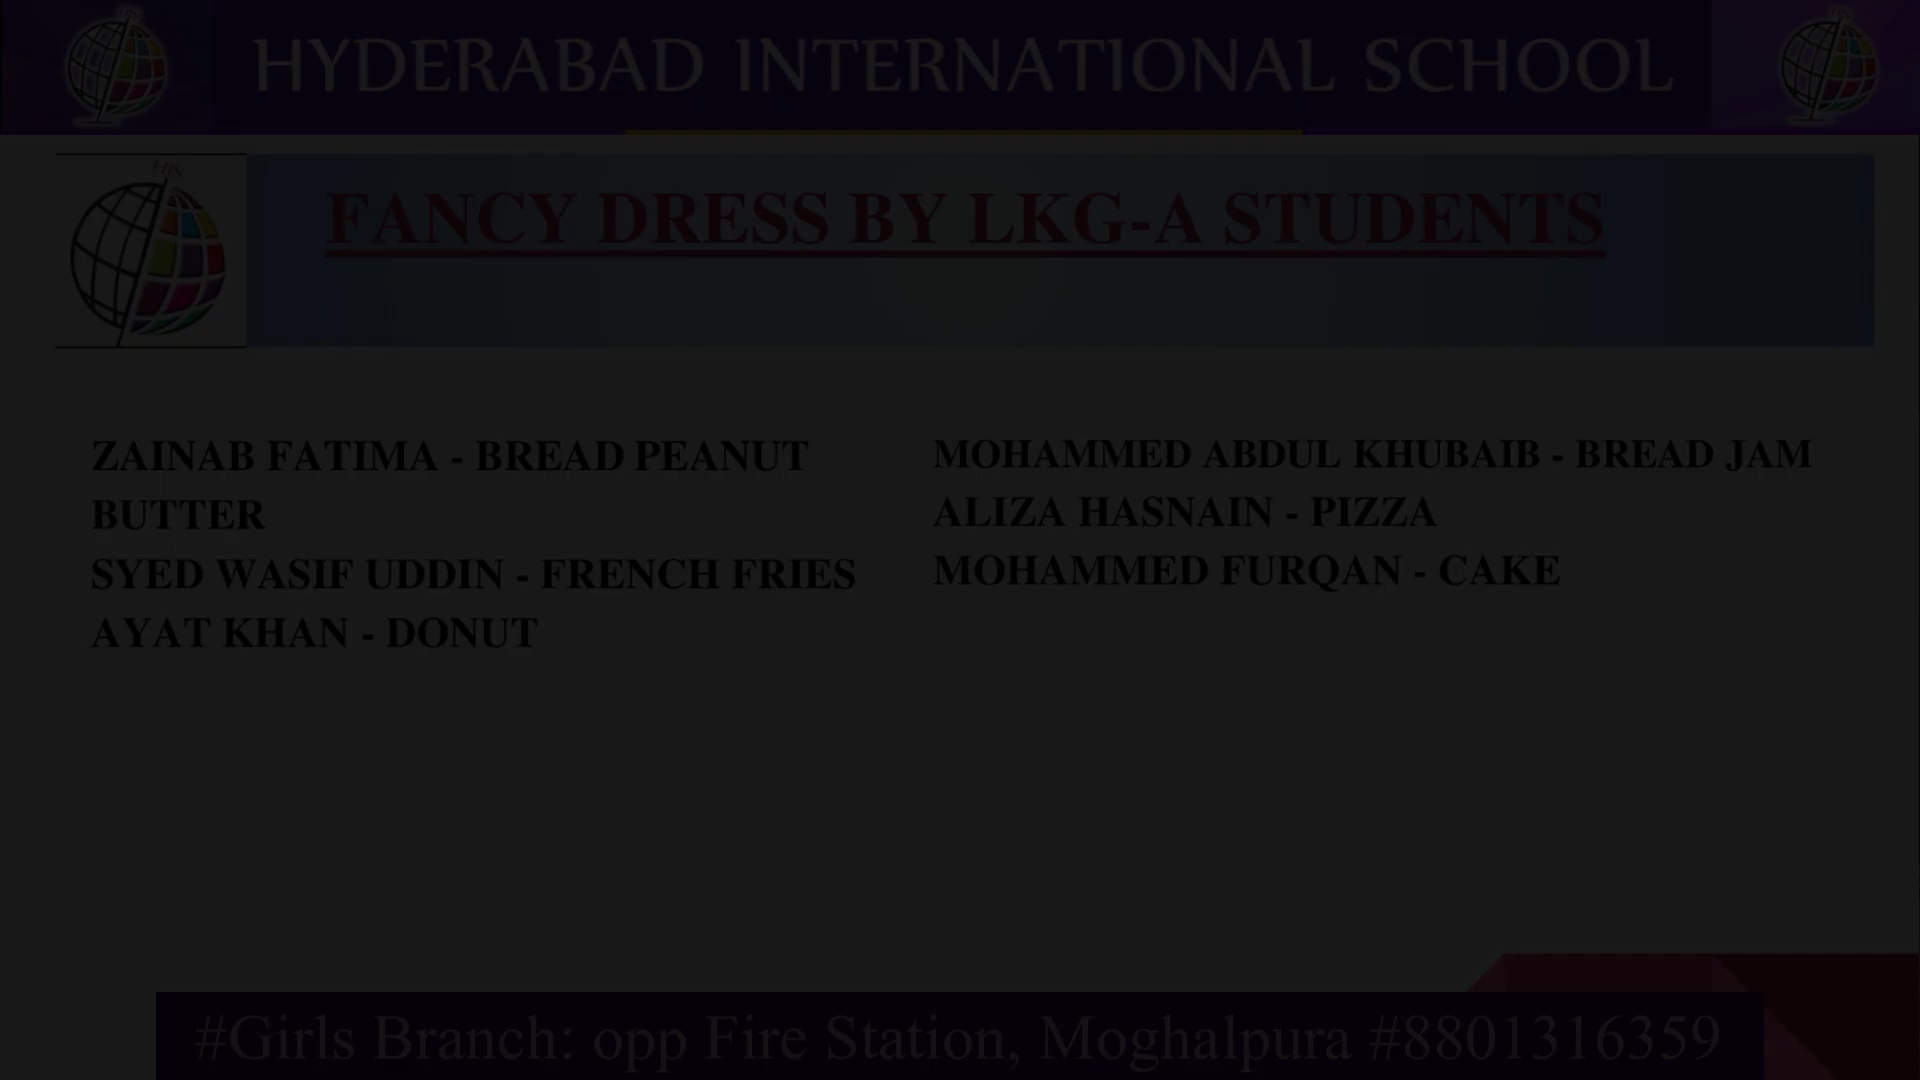 HYDERABAD INTERNATIONAL SCHOOL
FANCY DRESS BY LKG-A STUDENTS
ZAINAB FATIMA - BREAD PEANUT
BUTTER
SYED WASIF UDDIN - FRENCH FRIES
AYAT KHAN - DONUT
MOHAMMED ABDUL KHUBAIB - BREAD JAM
ALIZA HASNAIN - PIZZA
MOHAMMED FURQAN - CAKE
#Girls Branch: opp Fire Station, Moghalpura #8801316359